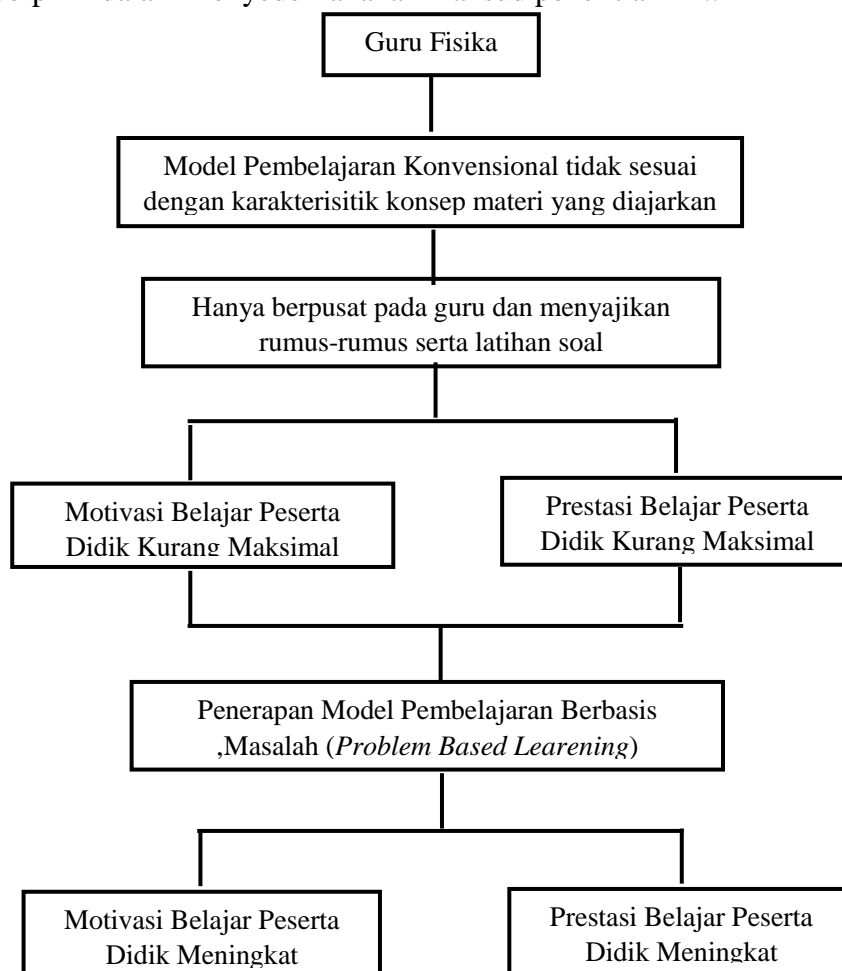 Guru Fisika
Model Pembelajaran Konvensional tidak sesuai
dengan karakterisitik konsep materi yang diajarkan
Hanya berpusat pada guru dan menyajikan
rumus-rumus serta latihan soal
Motivasi Belajar Peserta
Didik Kurang Maksimal
Prestasi Belajar Peserta
Didik Kurang Maksimal
Penerapan Model Pembelajaran Berbasis
,Masalah (Problem Based Learening)
Motivasi Belajar Peserta
Didik Meningkat
Prestasi Belajar Peserta
Didik Meningkat